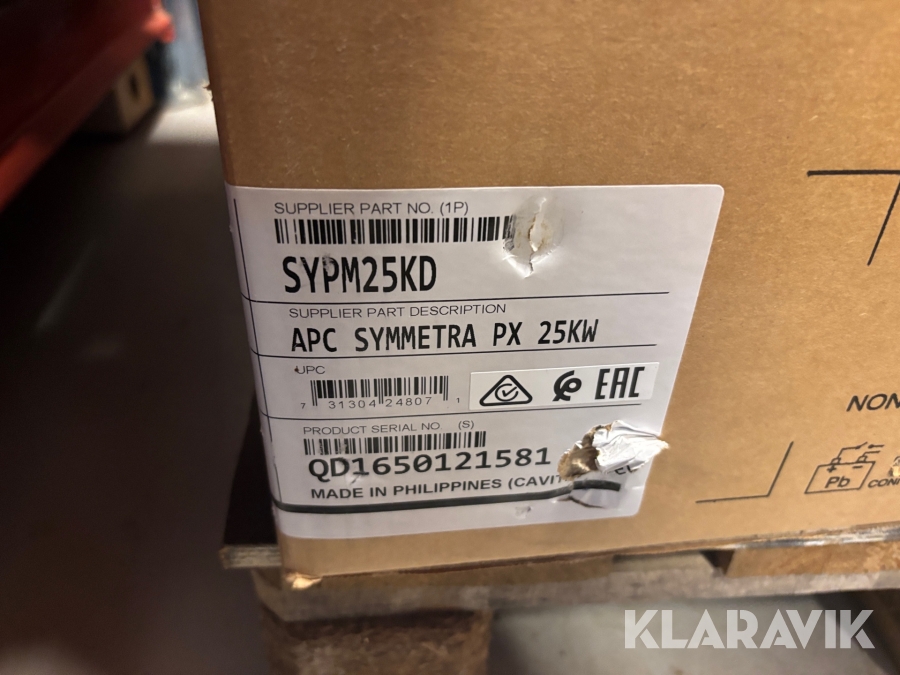 SUPPLIER PART NO. (1P)
SYPM25KD
SUPPLIER PART DESCRIPTION
APC SYMMETRA PX 25KW
UPC
7 31304 24807 1
EAC
PRODUCT SERIAL NO (S)
QD1650121581
MADE IN PHILIPPINES
NON
Pb
KLARAVIK